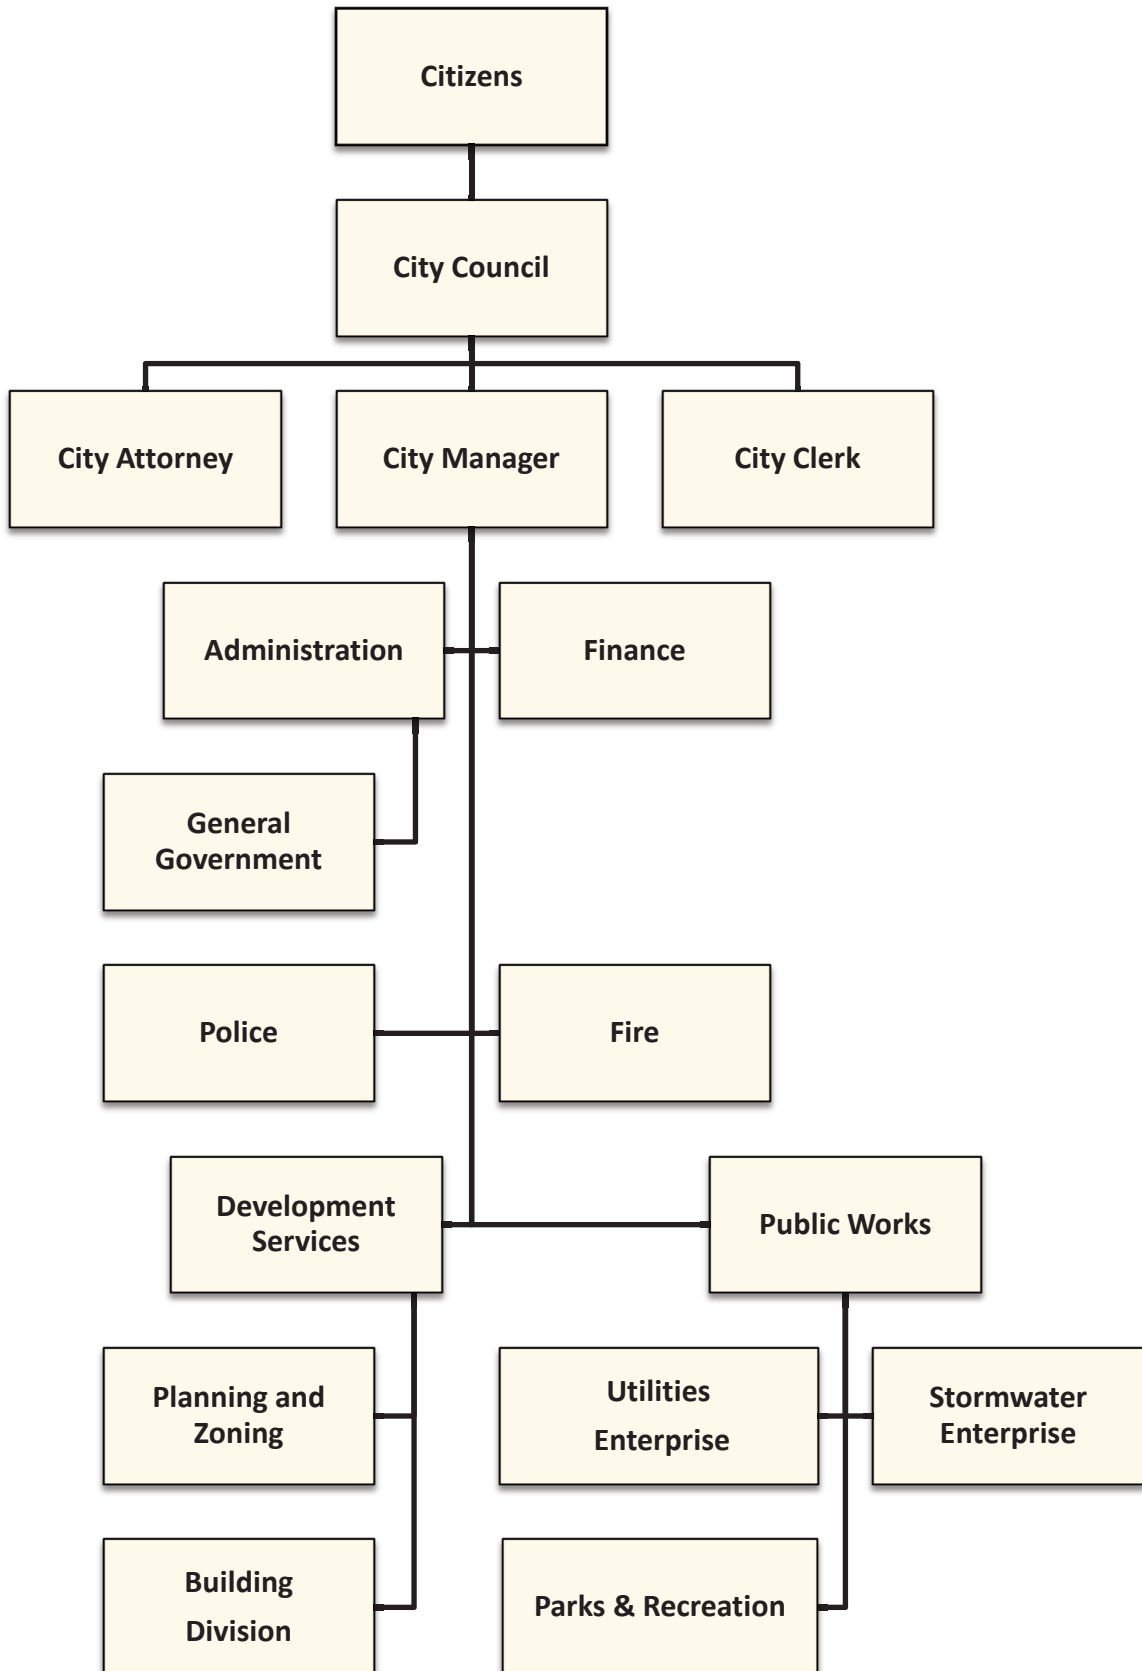 Citizens
City Council
City Attorney
City Manager
City Clerk
Administration
Finance
General
Government
Police
Fire
Development
Services
Public Works
Planning and
Zoning
Utilities
Enterprise
Stormwater
Enterprise
Building
Division
Parks & Recreation